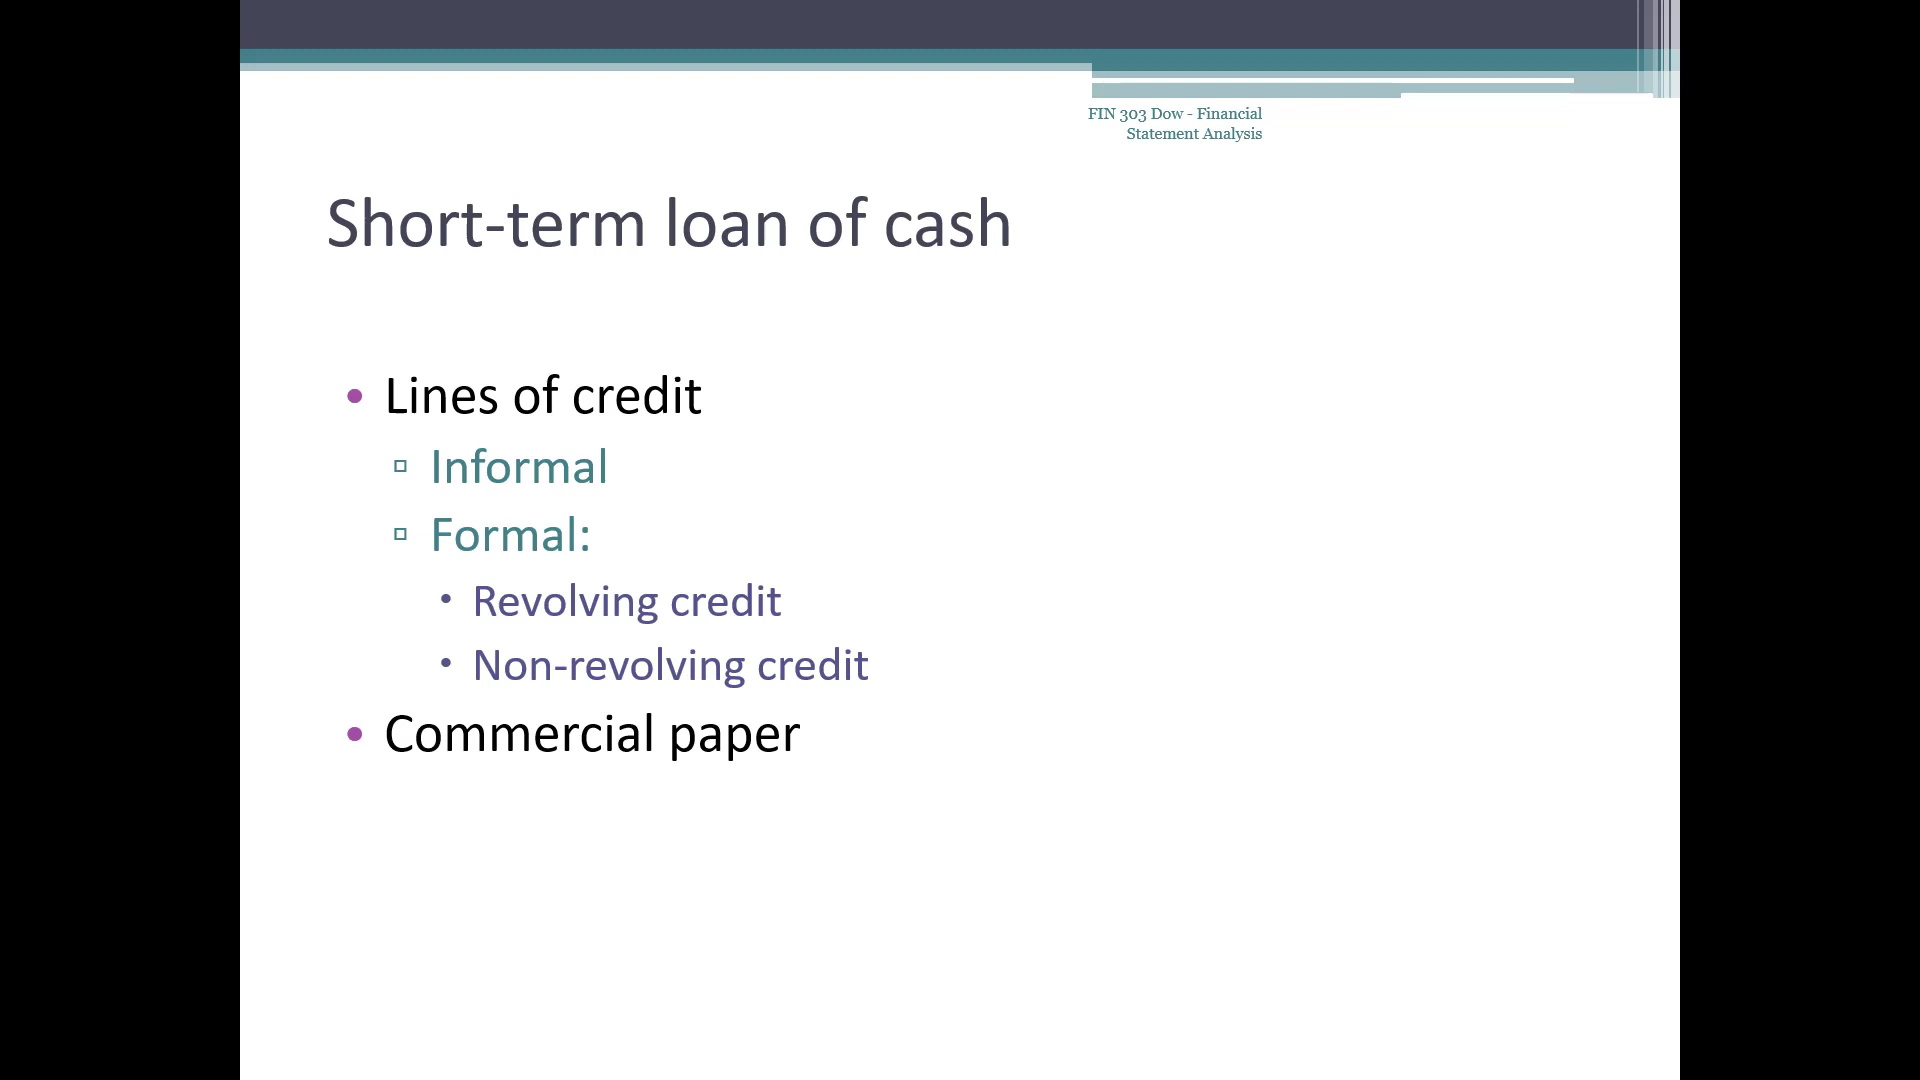 FIN 303 Dow - Financial
Statement Analysis
Short-term loan of cash
Lines of credit
Informal
Formal:
Revolving credit
Non-revolving credit
Commercial paper